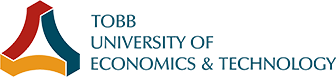 TOBB
UNIVERSITY OF
ECONOMICS & TECHNOLOGY